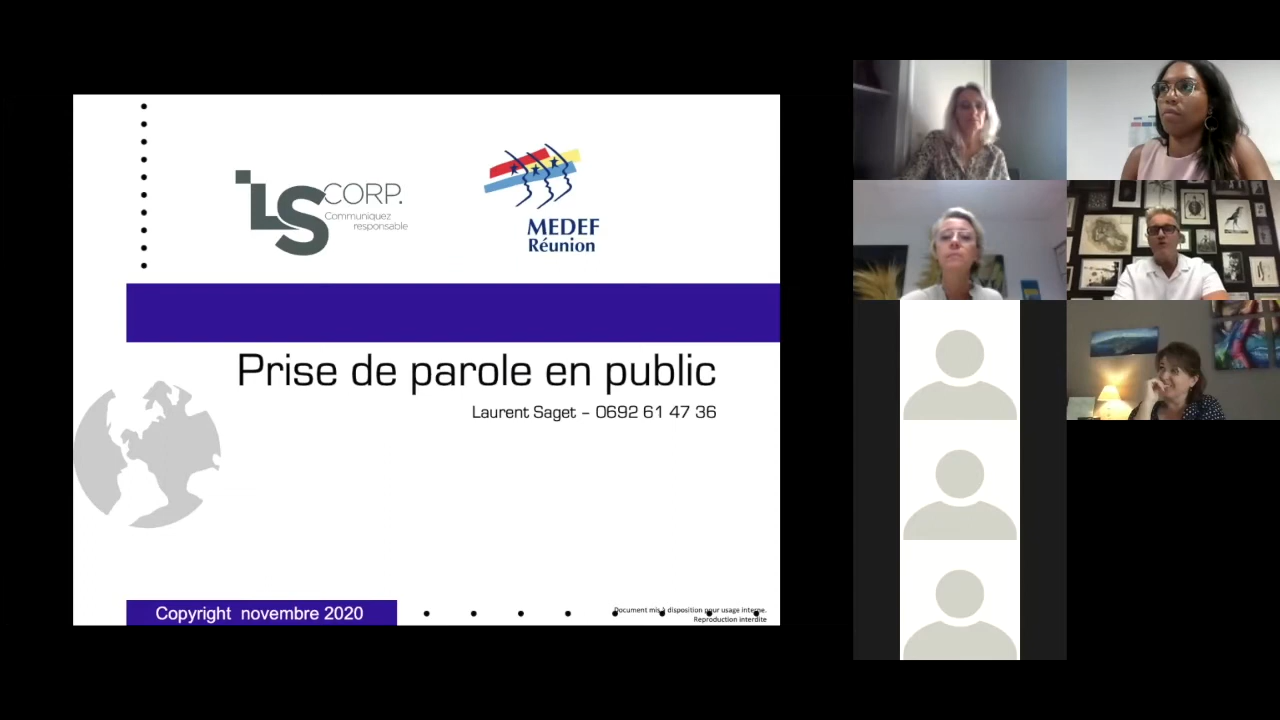 LS CORP.
Communiquez
responsable
MEDEF
Réunion
Prise de parole en public
Laurent Saget – 0692 61 47 36
Copyright novembre 2020
Document mis à disposition pour usage interne.
Reproduction interdite